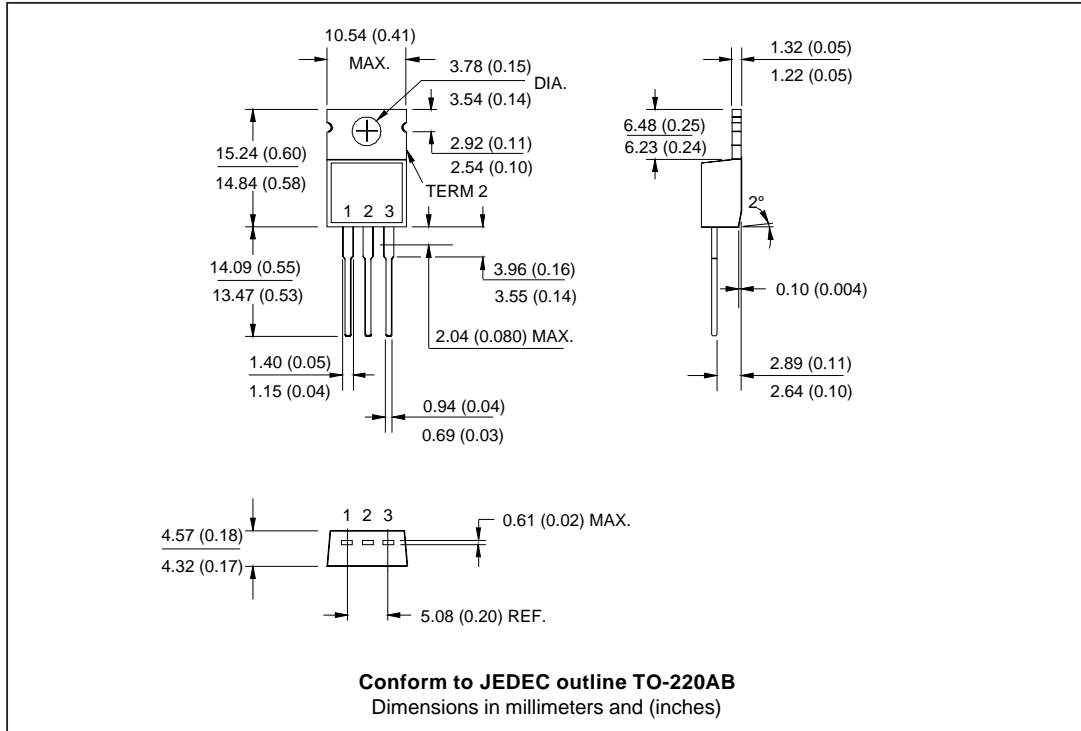 10.54 (0.41)
MAX.
3.78 (0.15)
3.54 (0.14)
DIA.
2.92 (0.11)
2.54 (0.10)
TERM 2
15.24 (0.60)
14.84 (0.58)
1 2 3
14.09 (0.55)
13.47 (0.53)
3.96 (0.16)
3.55 (0.14)
2.04 (0.080) MAX.
1.40 (0.05)
1.15 (0.04)
0.94 (0.04)
0.69 (0.03)
1.32 (0.05)
1.22 (0.05)
6.48 (0.25)
6.23 (0.24)
2°
0.10 (0.004)
2.89 (0.11)
2.64 (0.10)
1 2 3
4.57 (0.18)
4.32 (0.17)
0.61 (0.02) MAX.
5.08 (0.20) REF.
Conform to JEDEC outline TO-220AB
Dimensions in millimeters and (inches)